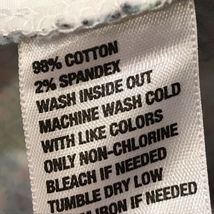 98% COTTON
2% SPANDEX
WASH INSIDE OUT
MACHINE WASH COLD
WITH LIKE COLORS
ONLY NON-CHLORINE
BLEACH IF NEEDED
TUMBLE DRY LOW
IRON IF NEEDED